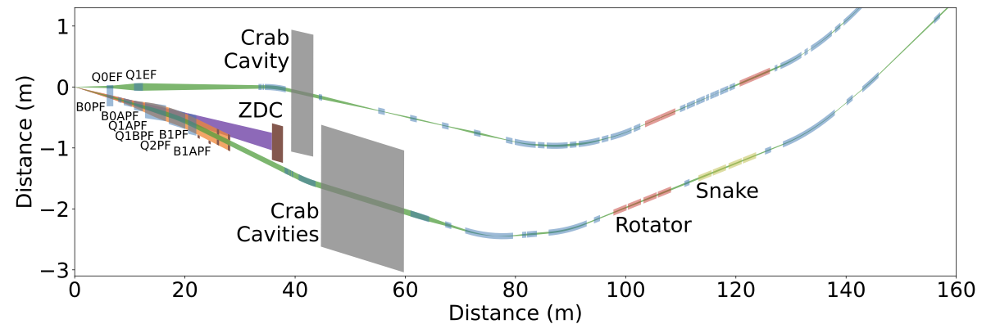 1
0
−1
−2
−3
Distance (m)
Crab
Cavity
Q0EF Q1EF
ZDC
B0PF
B0APF
Q1APF
Q1BPF B1PF
Q2PF
B1APF
Crab
Cavities
Snake
Rotator
0 20 40 60 80 100 120 140 160
Distance (m)